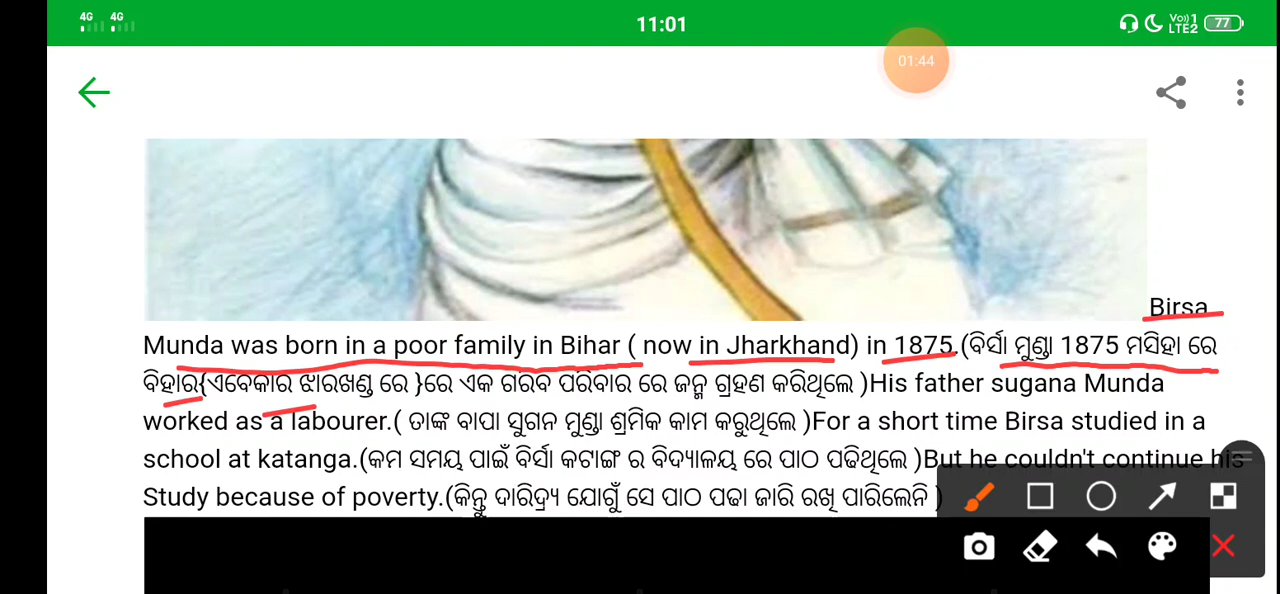 4G 4G
11:01
Vo)) 1
LTE2
77
01:44
Birsa
Munda was born in a poor family in Bihar ( now in Jharkhand) in 1875.(ବିର୍ସା ମୁଣ୍ଡା 1875 ମସିହା ରେ
ବିହାର{ଏବେକାର ଝାରଖଣ୍ଡ ରେ }ରେ ଏକ ଗରିବ ପରିବାର ରେ ଜନ୍ମ ଗ୍ରହଣ କରିଥିଲେ )His father sugana Munda
worked as a labourer.( ତାଙ୍କ ବାପା ସୁଗନ ମୁଣ୍ଡା ଶ୍ରମିକ କାମ କରୁଥିଲେ )For a short time Birsa studied in a
school at katanga.(କମ ସମୟ ପାଇଁ ବିର୍ସା କଟାଙ୍ଗ ର ବିଦ୍ୟାଳୟ ରେ ପାଠ ପଢିଥିଲେ )But he couldn't continue his
Study because of poverty.(କିନ୍ତୁ ଦାରିଦ୍ର୍ୟ ଯୋଗୁଁ ସେ ପାଠ ପଢା ଜାରି ରଖି ପାରିଲେନି )